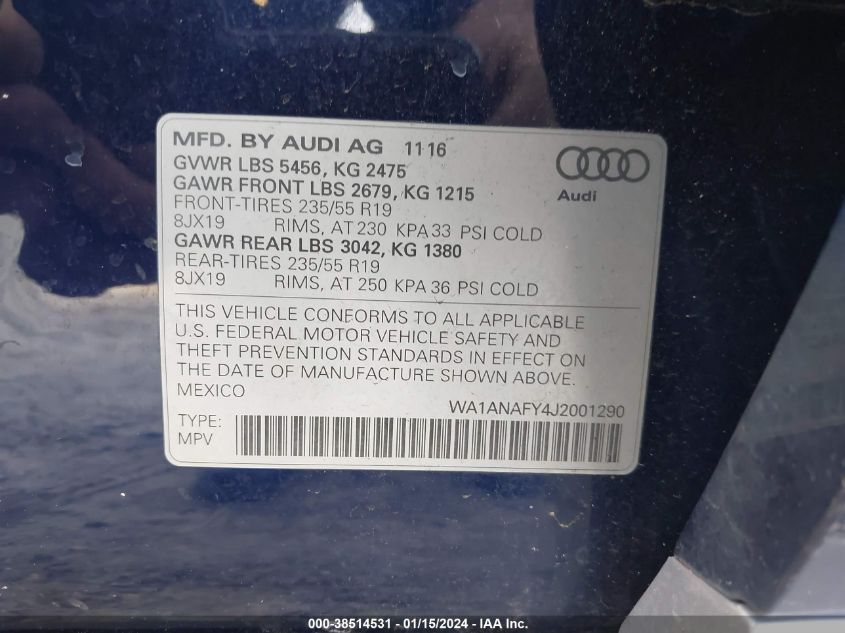 MFD. BY AUDI AG 11 16
GVWR LBS 5456, KG 2475
GAWR FRONT LBS 2679, KG 1215
FRONT-TIRES 235/55 R19
8JX19 RIMS, AT 230 KPA 33 PSI COLD
GAWR REAR LBS 3042, KG 1380
REAR-TIRES 235/55 R19
8JX19 RIMS, AT 250 KPA 36 PSI COLD
Audi
THIS VEHICLE CONFORMS TO ALL APPLICABLE
U.S. FEDERAL MOTOR VEHICLE SAFETY AND
THEFT PREVENTION STANDARDS IN EFFECT ON
THE DATE OF MANUFACTURE SHOWN ABOVE.
MEXICO
WA1ANAFY4J2001290
TYPE:
MPV
000-38514531 - 01/15/2024 - IAA Inc.